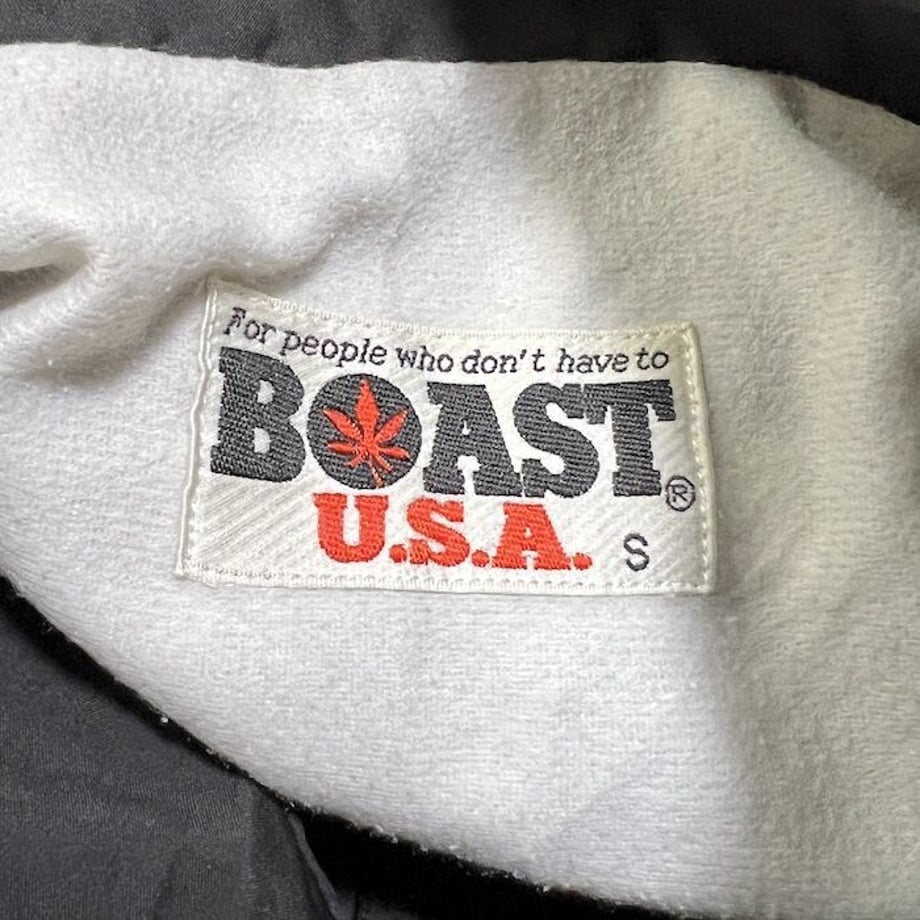 For people who don't have to
BOAST®
U.S.A. S